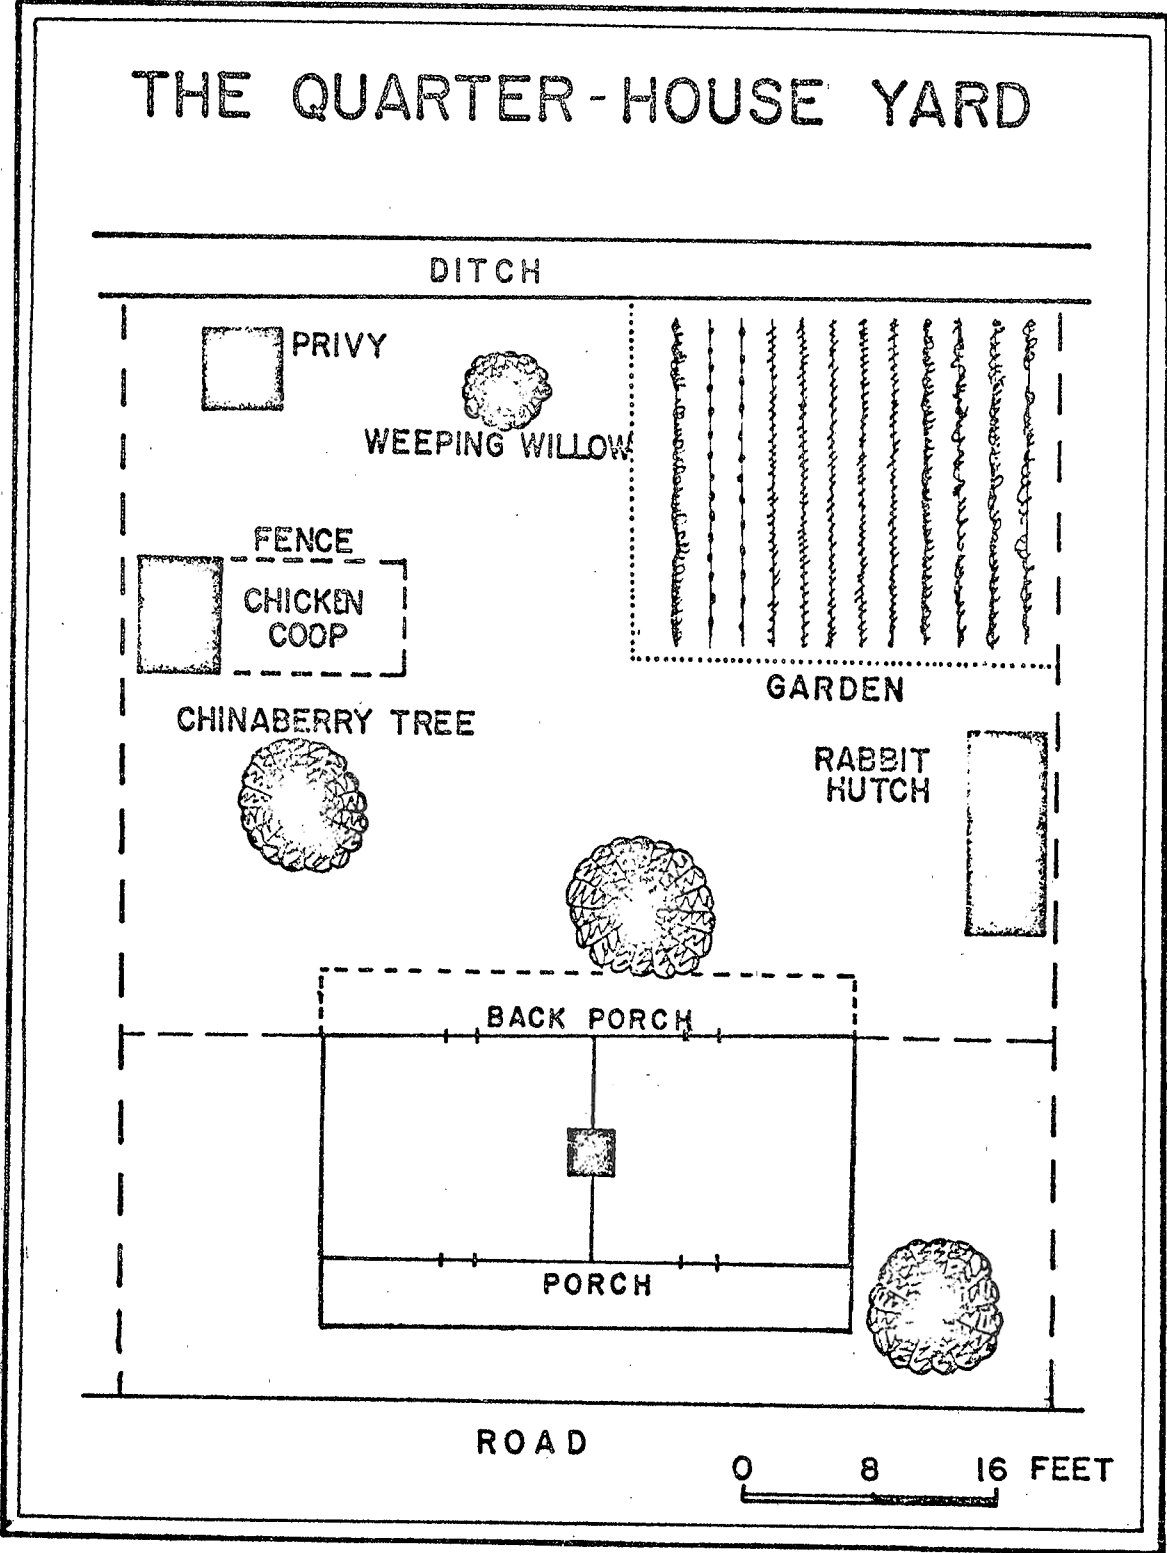 THE QUARTER-HOUSE YARD
DITCH
PRIVY
WEEPING WILLOW
FENCE
CHICKEN
COOP
GARDEN
CHINABERRY TREE
RABBIT
HUTCH
BACK PORCH
PORCH
ROAD
0 8 16 FEET